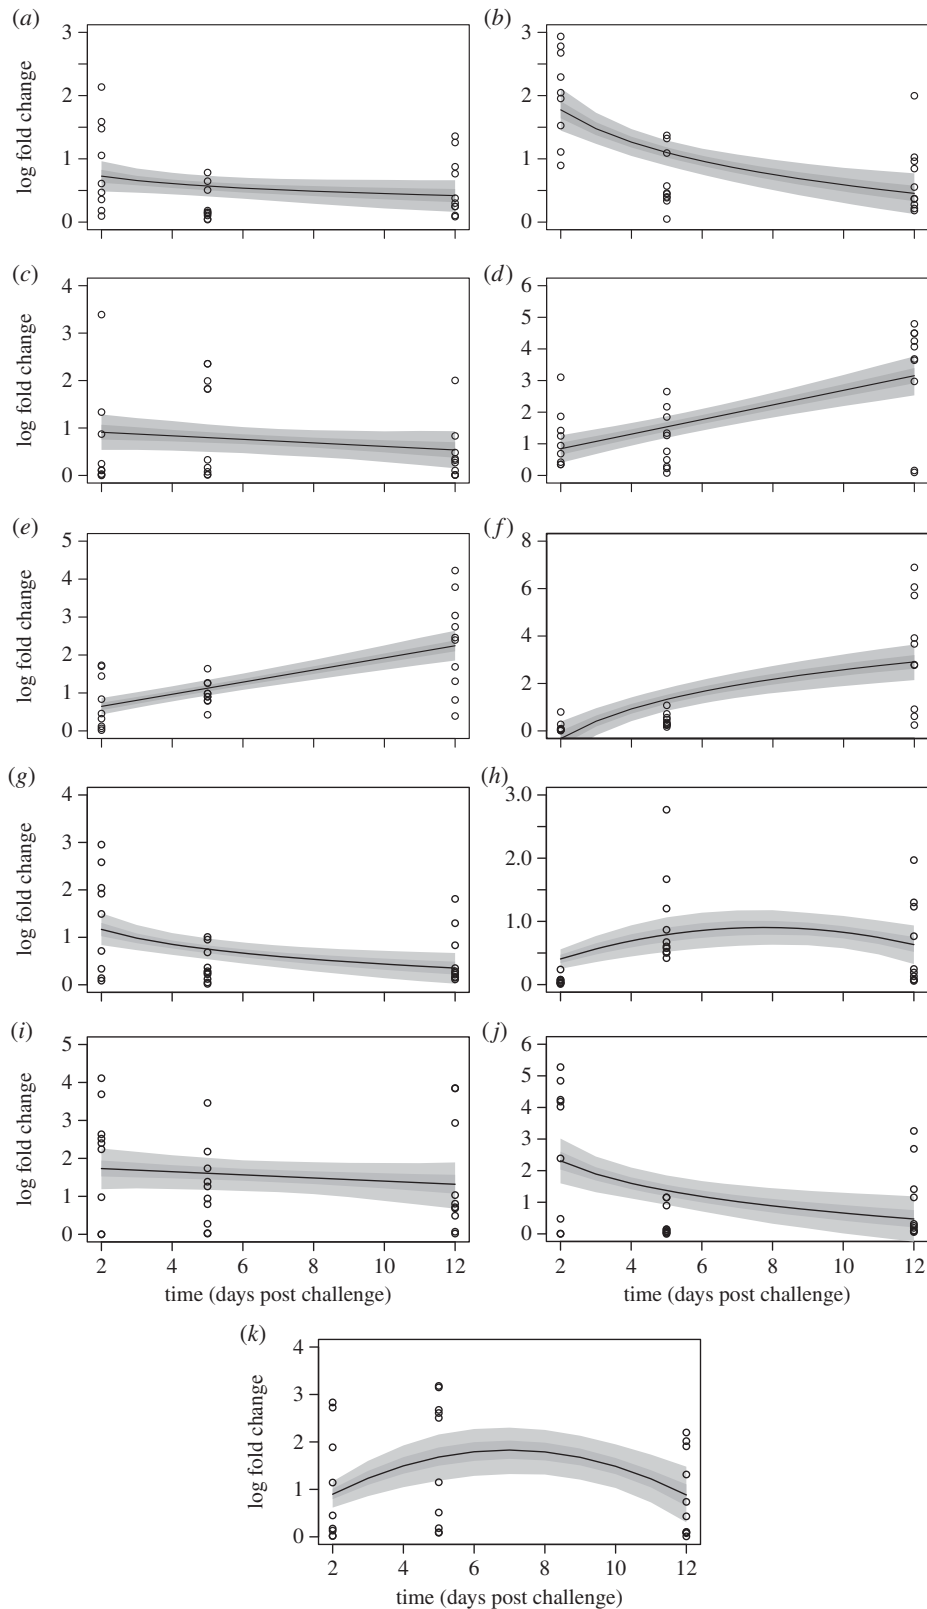 (a) (b)
3 3
log fold change
2 2
1 1
0 0
(c) (d)
4 6
log fold change
5
3 4
2 3
2
1 1
0 0
(e) (f)
5 8
log fold change
4 6
3
4
2
1 2
0 0
(g) (h)
4 3.0
log fold change
3
2.0
2
1.0
1
0 0
(i) (j)
5 6
log fold change
4 5
4
3
3
2
2
1 1
0 0
2 4 6 8 10 12 2 4 6 8 10 12
time (days post challenge) time (days post challenge)
(k)
4
log fold change
3
2
1
0
2 4 6 8 10 12
time (days post challenge)